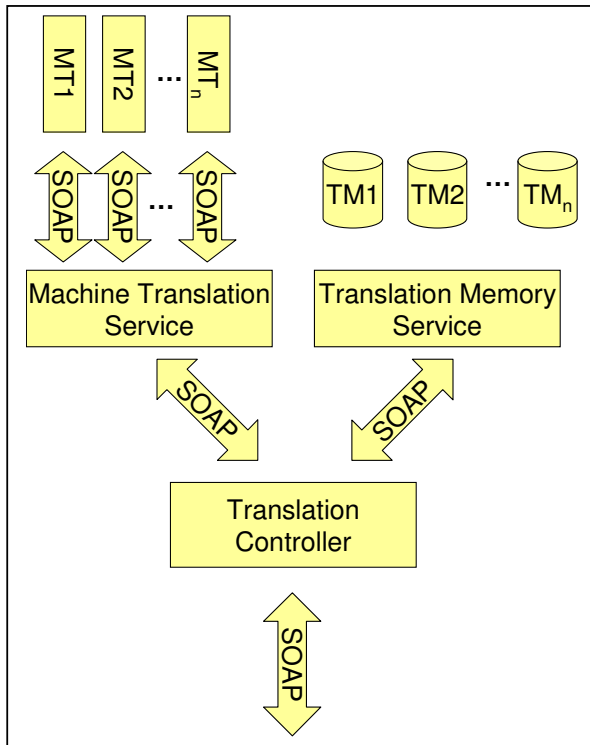 MT1 MT2 ... MTn
SOAP SOAP ... SOAP
TM1 TM2 ... TMn
Machine Translation
Service
Translation Memory
Service
SOAP SOAP
Translation
Controller
SOAP